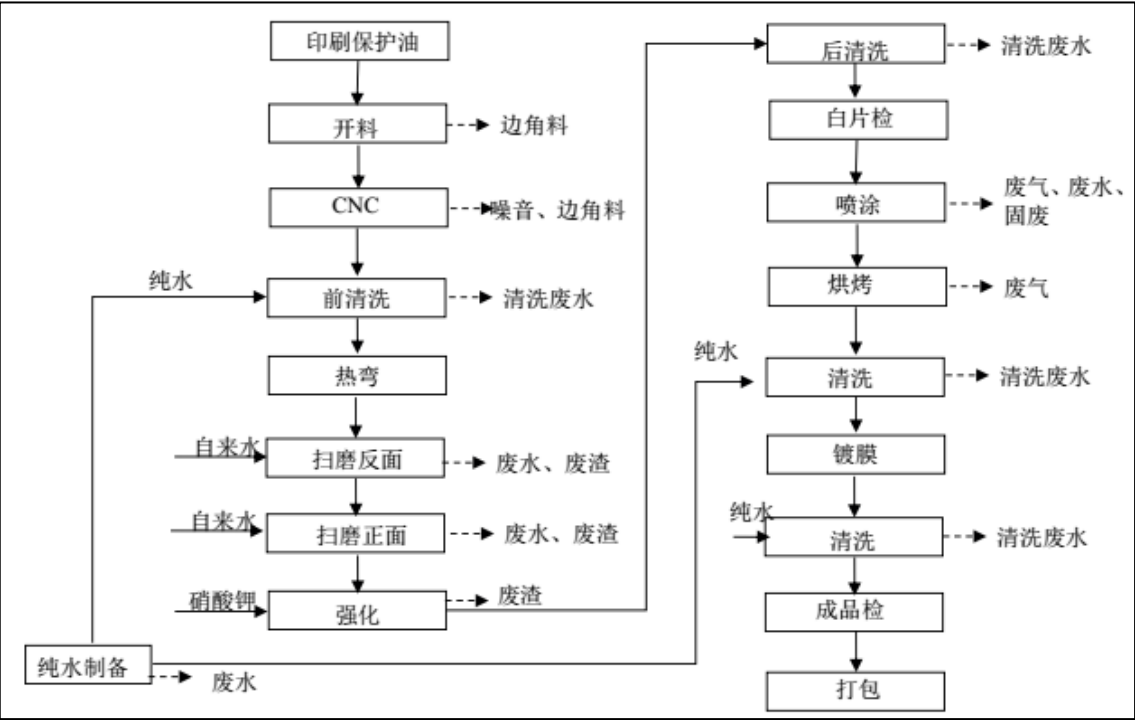 印刷保护油
开料
边角料
CNC
噪音、边角料
纯水
前清洗
清洗废水
热弯
自来水
扫磨反面
废水、废渣
自来水
扫磨正面
废水、废渣
硝酸钾
强化
废渣
纯水制备
废水
后清洗
清洗废水
白片检
喷涂
废气、废水、
固废
烘烤
废气
纯水
清洗
清洗废水
镀膜
纯水
清洗
清洗废水
成品检
打包